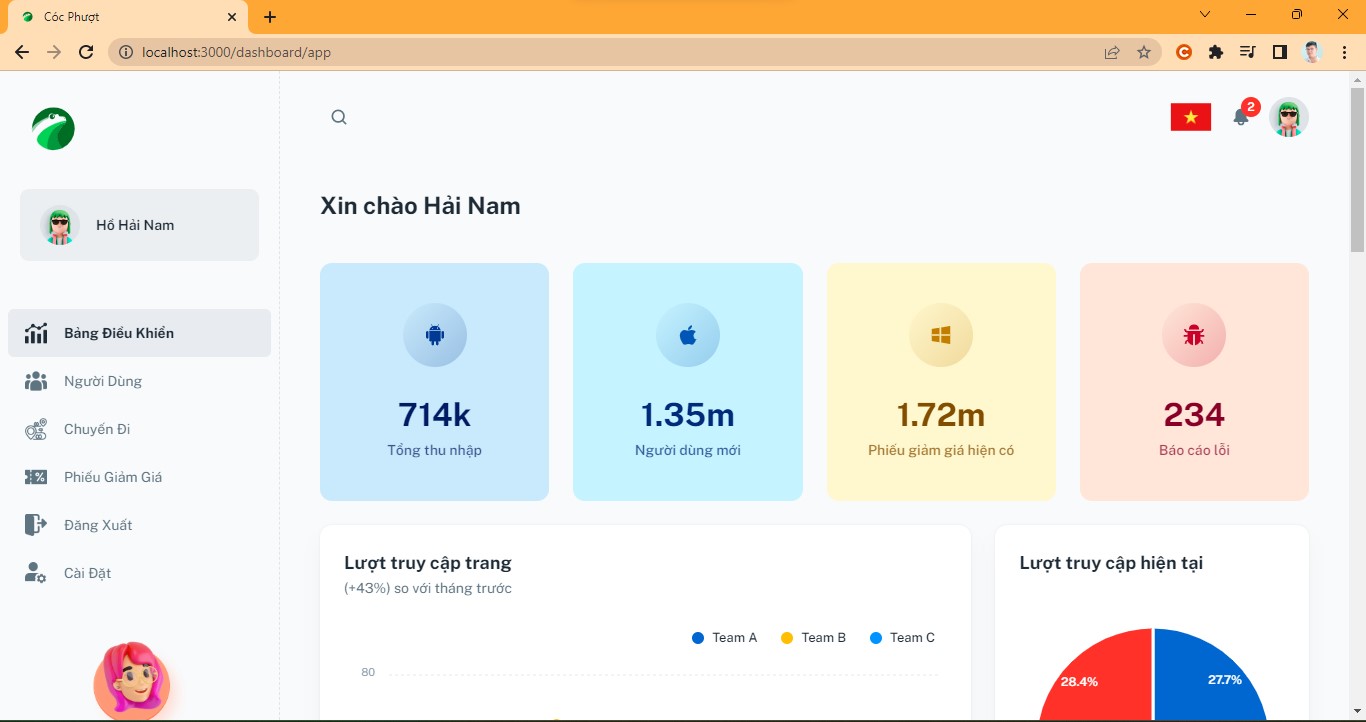 Cóc Phượt
localhost:3000/dashboard/app
2
Hồ Hải Nam
Bảng Điều Khiển
Người Dùng
Chuyến Đi
Phiếu Giảm Giá
Đăng Xuất
Cài Đặt
Xin chào Hải Nam
714k
Tổng thu nhập
1.35m
Người dùng mới
1.72m
Phiếu giảm giá hiện có
234
Báo cáo lỗi
Lượt truy cập trang
(+43%) so với tháng trước
Team A Team B Team C
80
Lượt truy cập hiện tại
28.4%
27.7%